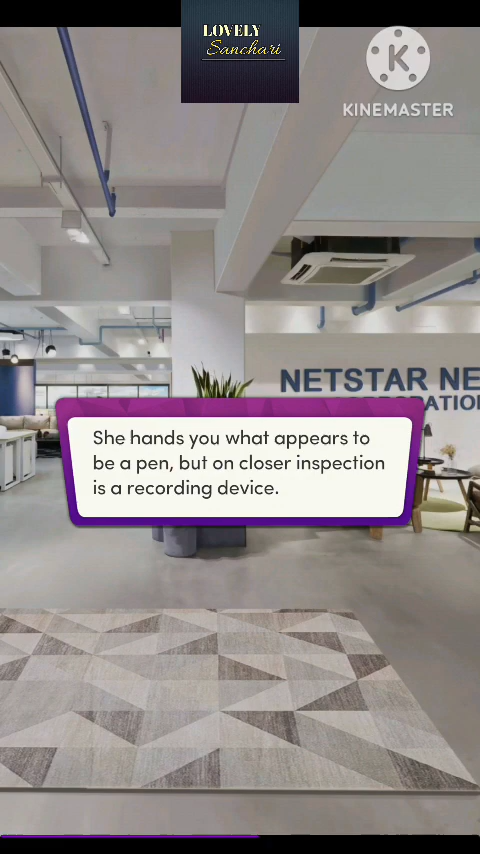 LOVELY
Sanchari
K
KINEMASTER
NETSTAR NE
ORPORATION
She hands you what appears to
be a pen, but on closer inspection
is a recording device.